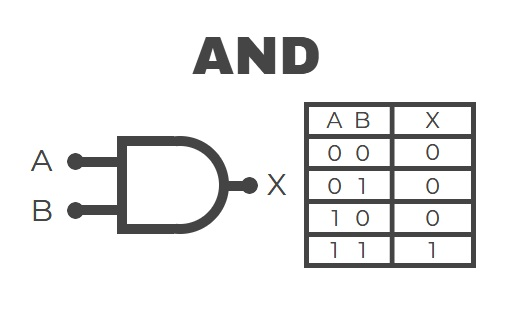 AND
A
B
X
A B X
0 0 0
0 1 0
1 0 0
1 1 1